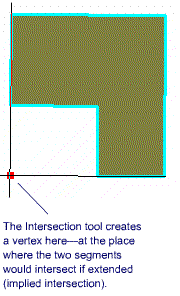 The Intersection tool creates
a vertex here—at the place
where the two segments
would intersect if extended
(implied intersection).